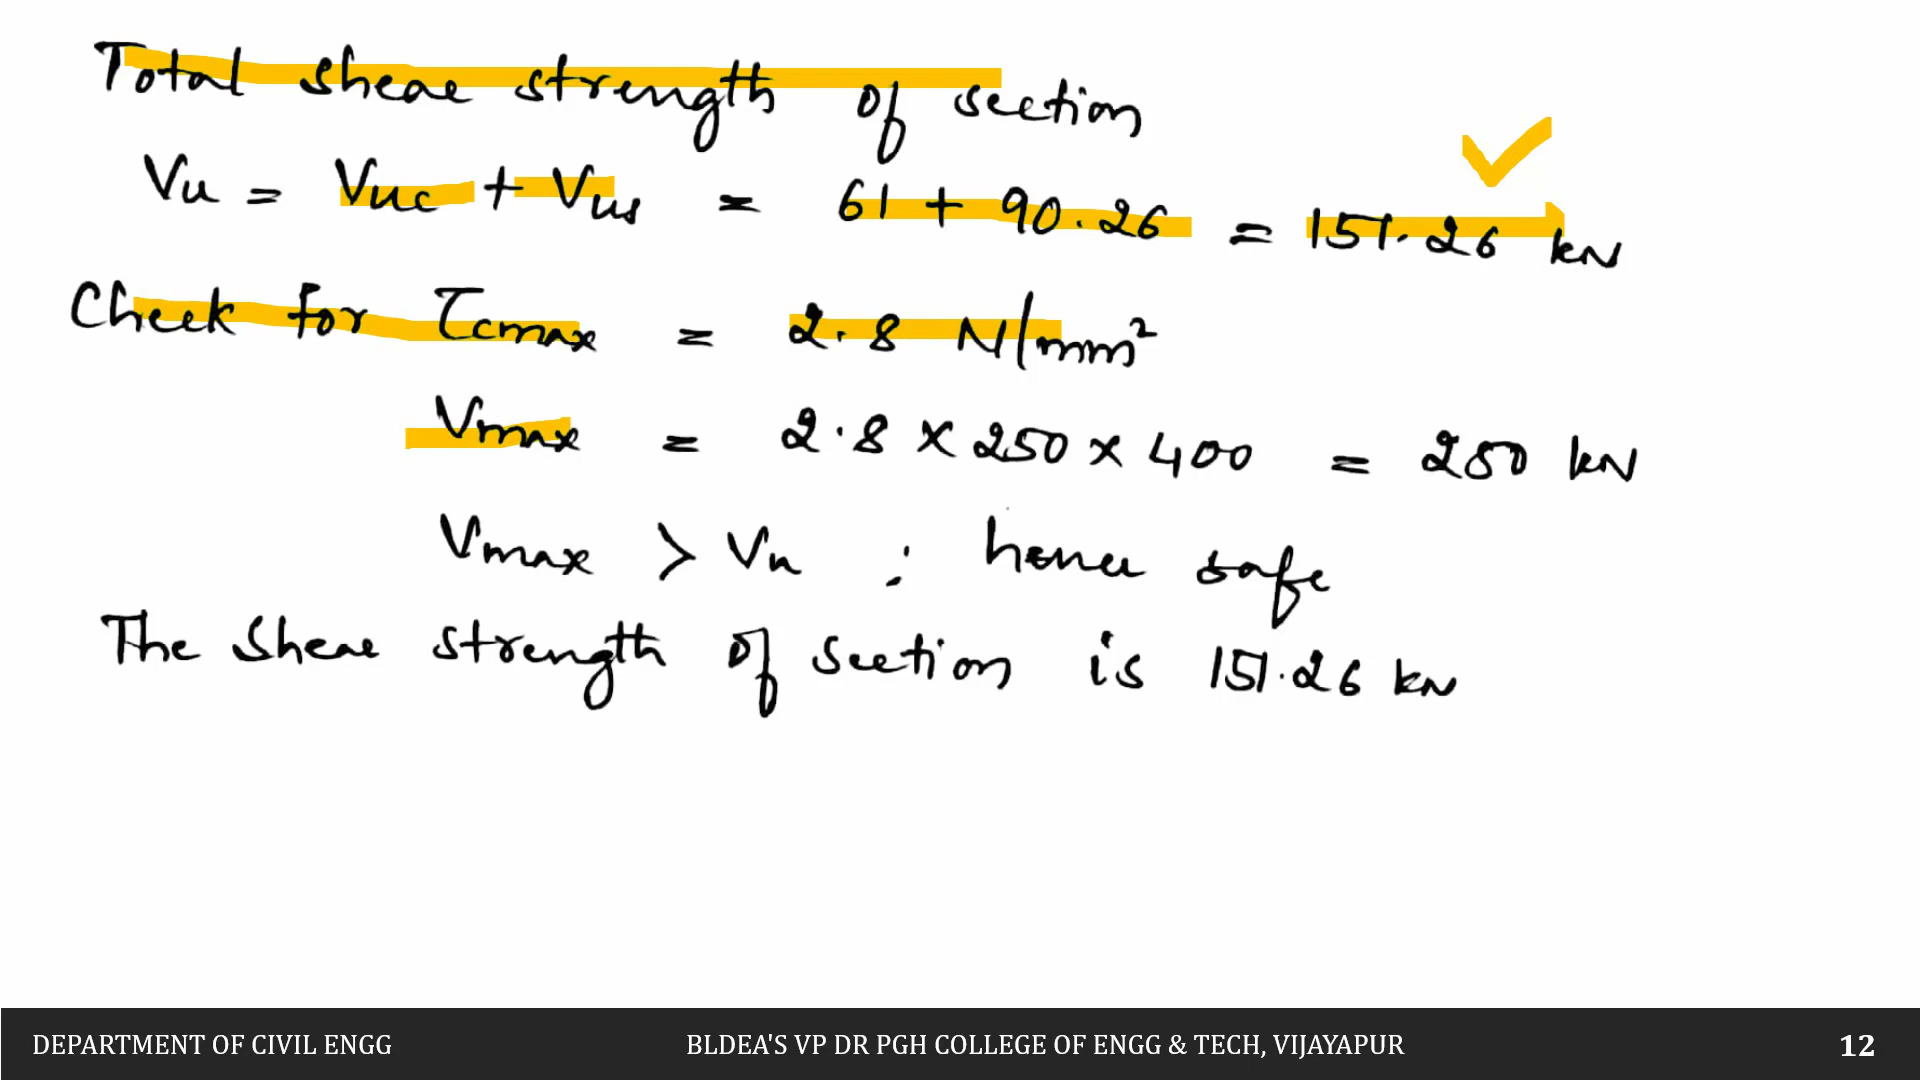 Total shear strength of section
Vu = Vuc + Vus = 61 + 90.26 = 151.26 kN
Check for τcmax = 2.8 N/mm²
Vmax = 2.8 × 250 × 400 = 280 kN
Vmax > Vu : hence safe
The shear strength of section is 151.26 kN
DEPARTMENT OF CIVIL ENGG BLDEA'S VP DR PGH COLLEGE OF ENGG & TECH, VIJAYAPUR 12